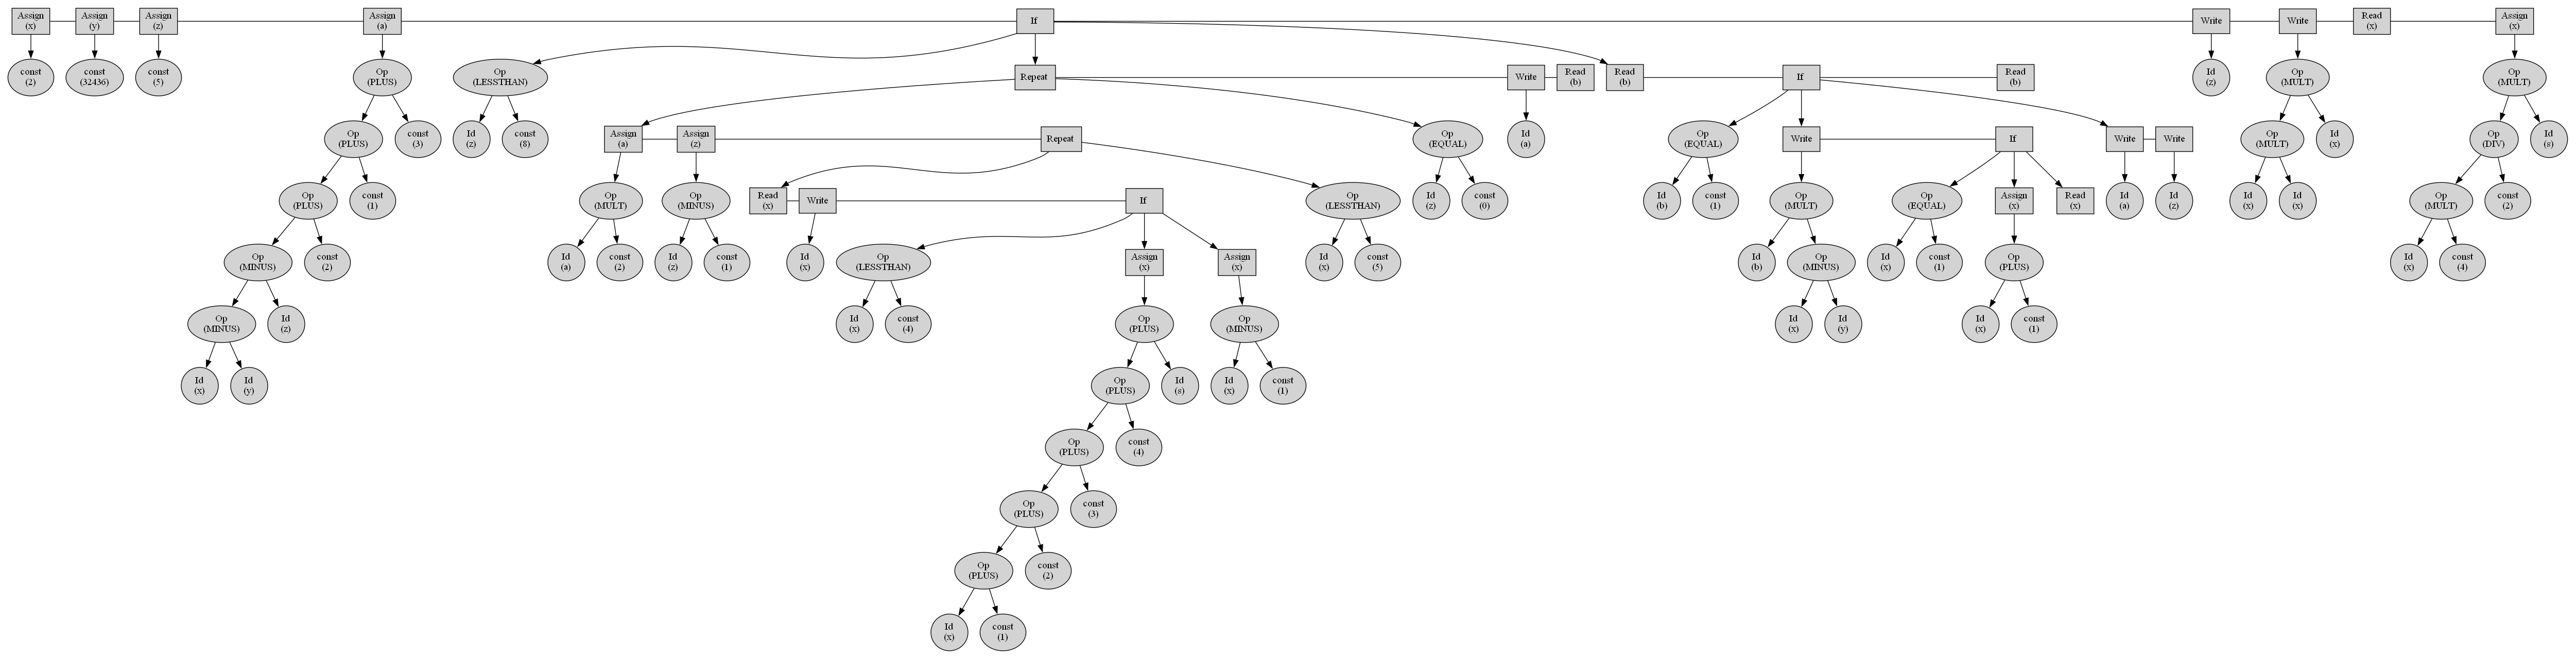 Assign
(x)
Assign
(y)
Assign
(z)
Assign
(a)
If
Write
Write
Read
(x)
Assign
(x)
const
(2)
const
(32436)
const
(5)
Op
(PLUS)
Op
(LESSTHAN)
Repeat
Write
Read
(b)
Read
(b)
If
Read
(b)
Id
(z)
Op
(MULT)
Op
(MULT)
Op
(PLUS)
const
(3)
Id
(z)
const
(8)
Assign
(a)
Assign
(z)
Repeat
Op
(EQUAL)
Id
(a)
Op
(EQUAL)
Write
If
Write
Write
Op
(MULT)
Id
(x)
Op
(DIV)
Id
(s)
Op
(PLUS)
const
(1)
Op
(MULT)
Op
(MINUS)
Read
(x)
Write
If
Op
(LESSTHAN)
Id
(z)
const
(0)
Id
(b)
const
(1)
Op
(MULT)
Op
(EQUAL)
Assign
(x)
Read
(x)
Id
(a)
Id
(z)
Id
(x)
Id
(x)
Op
(MULT)
const
(2)
Op
(MINUS)
const
(2)
Id
(a)
const
(2)
Id
(z)
const
(1)
Id
(x)
Op
(LESSTHAN)
Assign
(x)
Assign
(x)
Id
(x)
const
(5)
Id
(b)
Op
(MINUS)
Id
(x)
const
(1)
Op
(PLUS)
Id
(x)
const
(4)
Op
(MINUS)
Id
(z)
Id
(x)
const
(4)
Op
(PLUS)
Op
(MINUS)
Id
(x)
Id
(y)
Id
(x)
const
(1)
Id
(x)
Id
(y)
Op
(PLUS)
Id
(s)
Id
(x)
const
(1)
Op
(PLUS)
const
(4)
Op
(PLUS)
const
(3)
Op
(PLUS)
const
(2)
Id
(x)
const
(1)